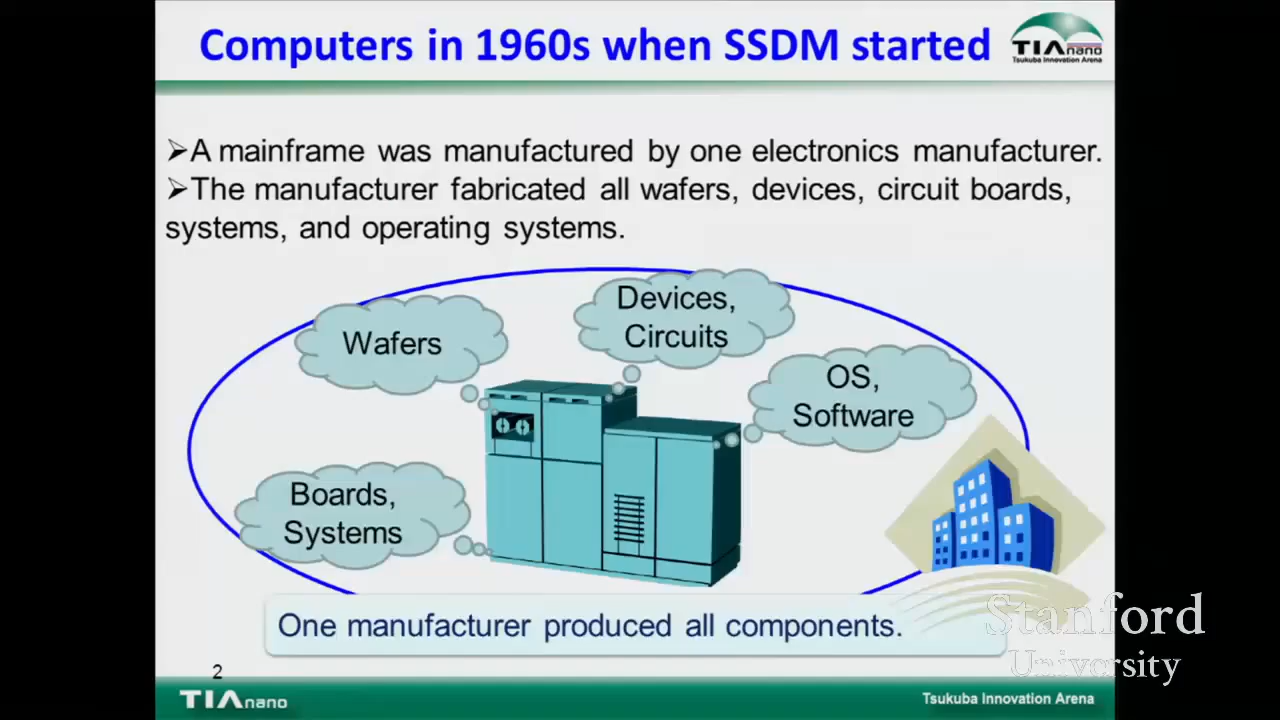 Computers in 1960s when SSDM started
TIAnano
Tsukuba Innovation Arena
➢A mainframe was manufactured by one electronics manufacturer.
➢The manufacturer fabricated all wafers, devices, circuit boards,
systems, and operating systems.
Wafers
Devices,
Circuits
OS,
Software
Boards,
Systems
One manufacturer produced all components.
Stanford
University
2
TIAnano
Tsukuba Innovation Arena